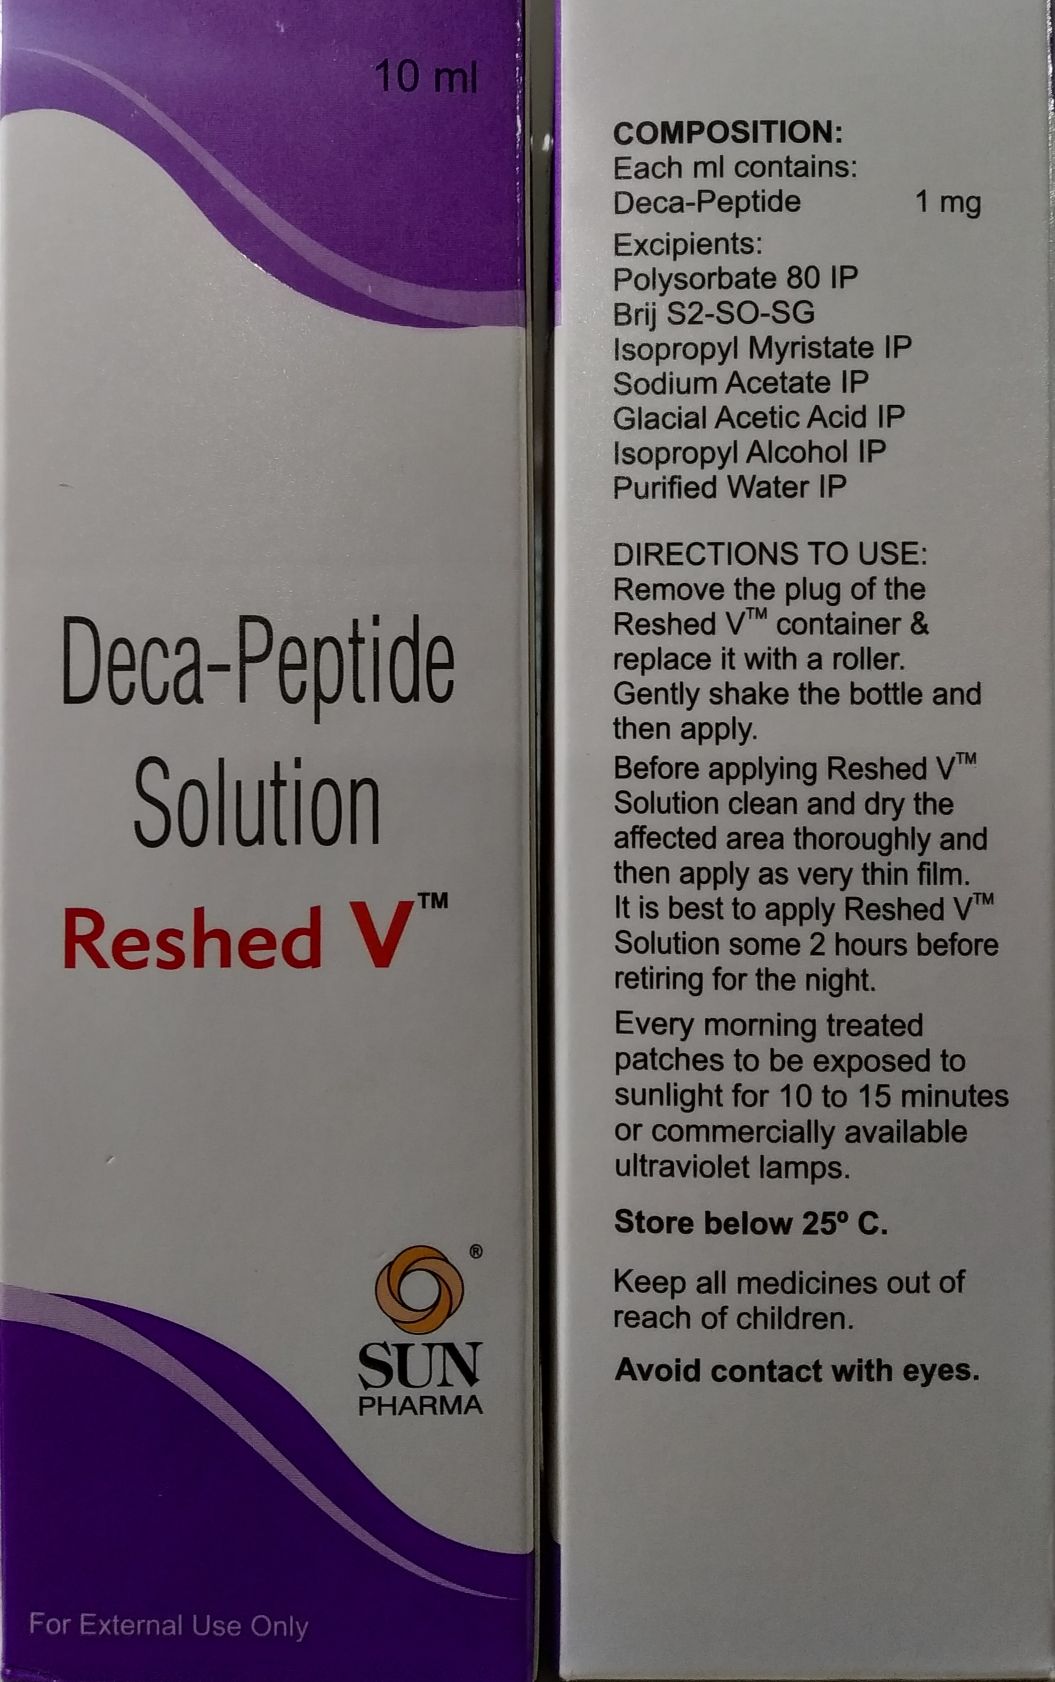 10 ml
Deca-Peptide
Solution
Reshed V™
®
SUN
PHARMA
For External Use Only
COMPOSITION:
Each ml contains:
Deca-Peptide 1 mg
Excipients:
Polysorbate 80 IP
Brij S2-SO-SG
Isopropyl Myristate IP
Sodium Acetate IP
Glacial Acetic Acid IP
Isopropyl Alcohol IP
Purified Water IP
DIRECTIONS TO USE:
Remove the plug of the
Reshed V™ container &
replace it with a roller.
Gently shake the bottle and
then apply.
Before applying Reshed V™
Solution clean and dry the
affected area thoroughly and
then apply as very thin film.
It is best to apply Reshed V™
Solution some 2 hours before
retiring for the night.
Every morning treated
patches to be exposed to
sunlight for 10 to 15 minutes
or commercially available
ultraviolet lamps.
Store below 25º C.
Keep all medicines out of
reach of children.
Avoid contact with eyes.